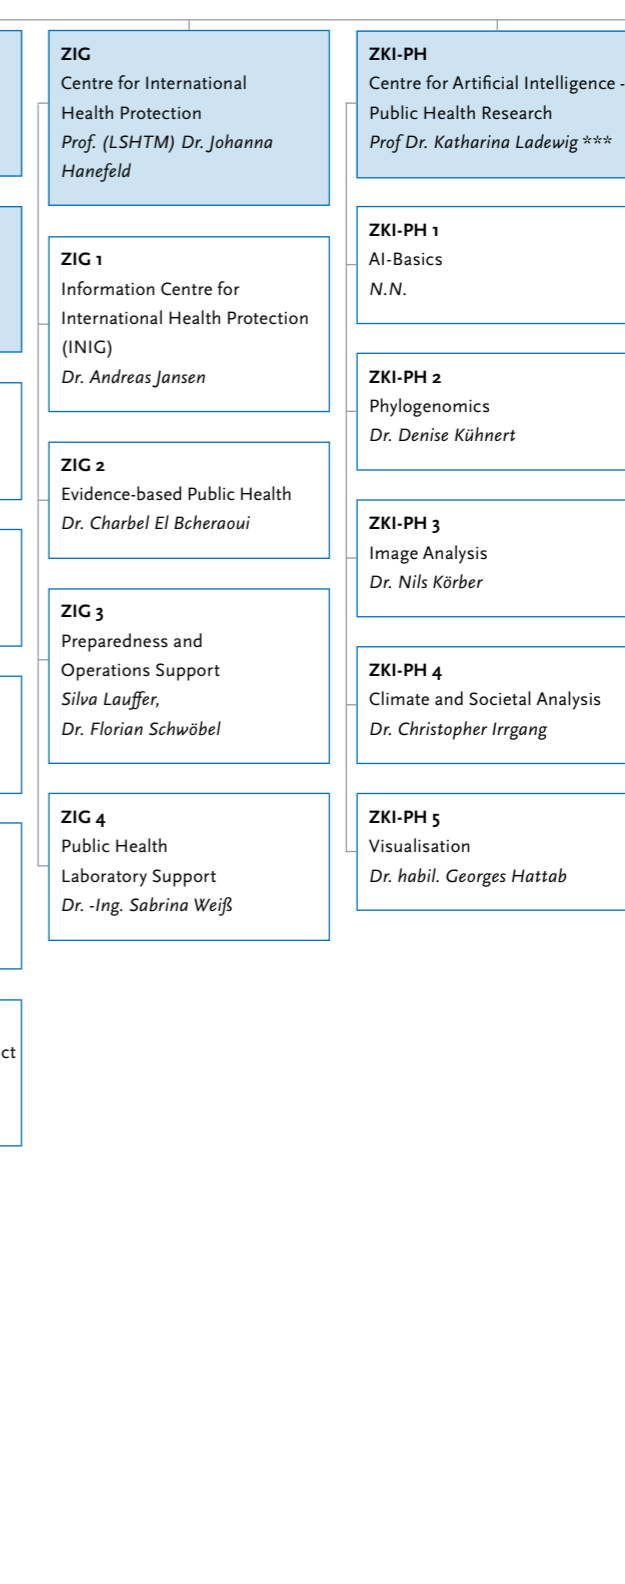 ZIG
Centre for International
Health Protection
Prof. (LSHTM) Dr. Johanna
Hanefeld
ZIG 1
Information Centre for
International Health Protection
(INIG)
Dr. Andreas Jansen
ZIG 2
Evidence-based Public Health
Dr. Charbel El Bcheraoui
ZIG 3
Preparedness and
Operations Support
Silva Lauffer,
Dr. Florian Schwöbel
ZIG 4
Public Health
Laboratory Support
Dr. -Ing. Sabrina Weiß
ZKI-PH
Centre for Artificial Intelligence -
Public Health Research
Prof Dr. Katharina Ladewig ***
ZKI-PH 1
AI-Basics
N.N.
ZKI-PH 2
Phylogenomics
Dr. Denise Kühnert
ZKI-PH 3
Image Analysis
Dr. Nils Körber
ZKI-PH 4
Climate and Societal Analysis
Dr. Christopher Irrgang
ZKI-PH 5
Visualisation
Dr. habil. Georges Hattab
ct